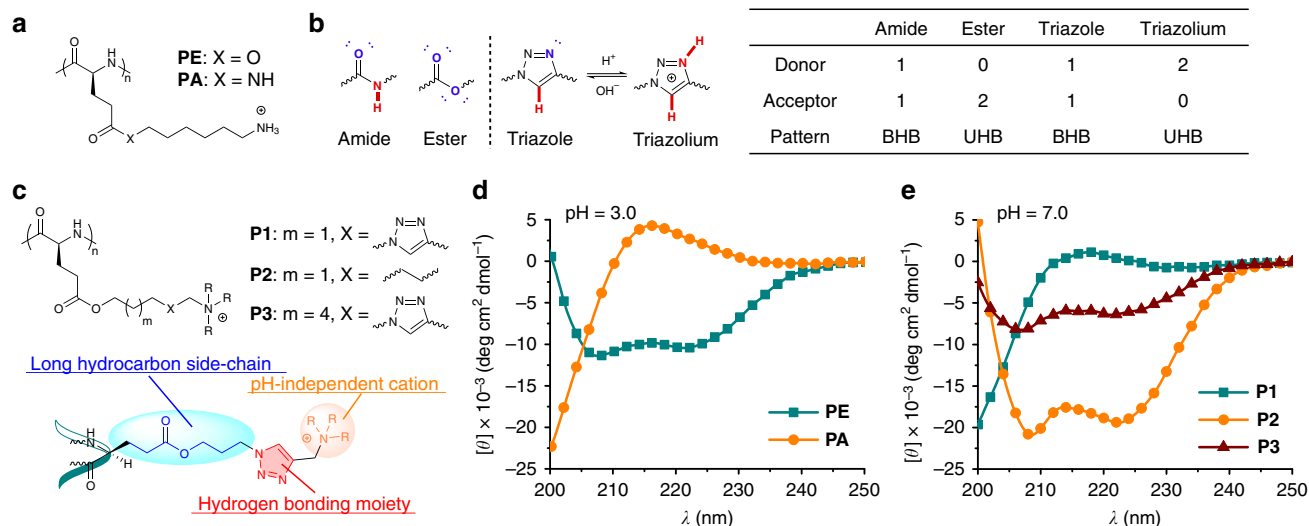 a
O
H
N
n
PE: X = O
PA: X = NH
O
X
NH3
⊕
b
O
N
H
Amide
O
O
Ester
N=N
N
H
Triazole
H+
OH−
H
N
N
N
⊕
H
Triazolium
Amide Ester Triazole Triazolium
Donor 1 0 1 2
Acceptor 1 2 1 0
Pattern BHB UHB BHB UHB
c
O
H
N
n
O
O
m
X
R
N
R
R
⊕
P1: m = 1, X =
N=N
N
P2: m = 1, X =
P3: m = 4, X =
N=N
N
Long hydrocarbon side-chain
pH-independent cation
H
N
O
H
O
O
N
N
N
R
R
N
R
⊕
Hydrogen bonding moiety
d
pH = 3.0
[θ] × 10−3 (deg cm2 dmol−1)
5
0
−5
−10
−15
−20
−25
PE
PA
200 210 220 230 240 250
λ (nm)
e
pH = 7.0
[θ] × 10−3 (deg cm2 dmol−1)
5
0
−5
−10
−15
−20
−25
P1
P2
P3
200 210 220 230 240 250
λ (nm)